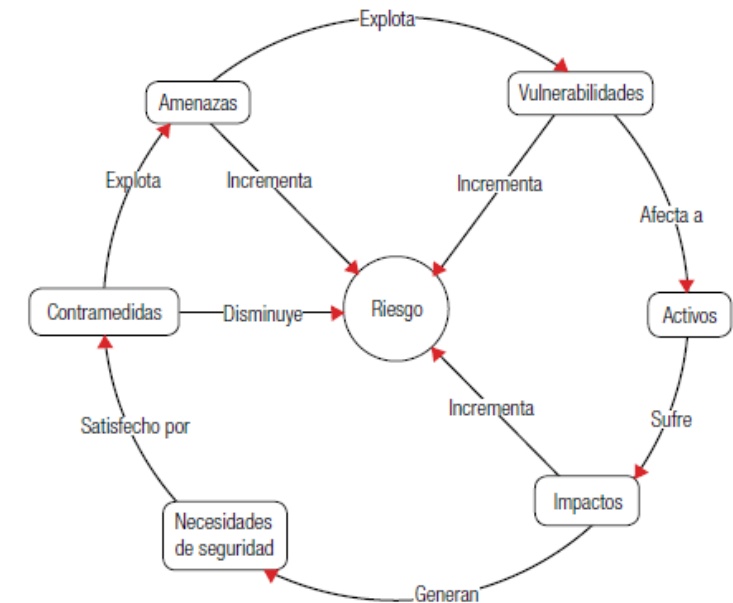 Explota
Amenazas
Vulnerabilidades
Explota
Incrementa
Incrementa
Afecta a
Contramedidas
Disminuye
Riesgo
Activos
Incrementa
Sufre
Satisfecho por
Impactos
Necesidades
de seguridad
Generan